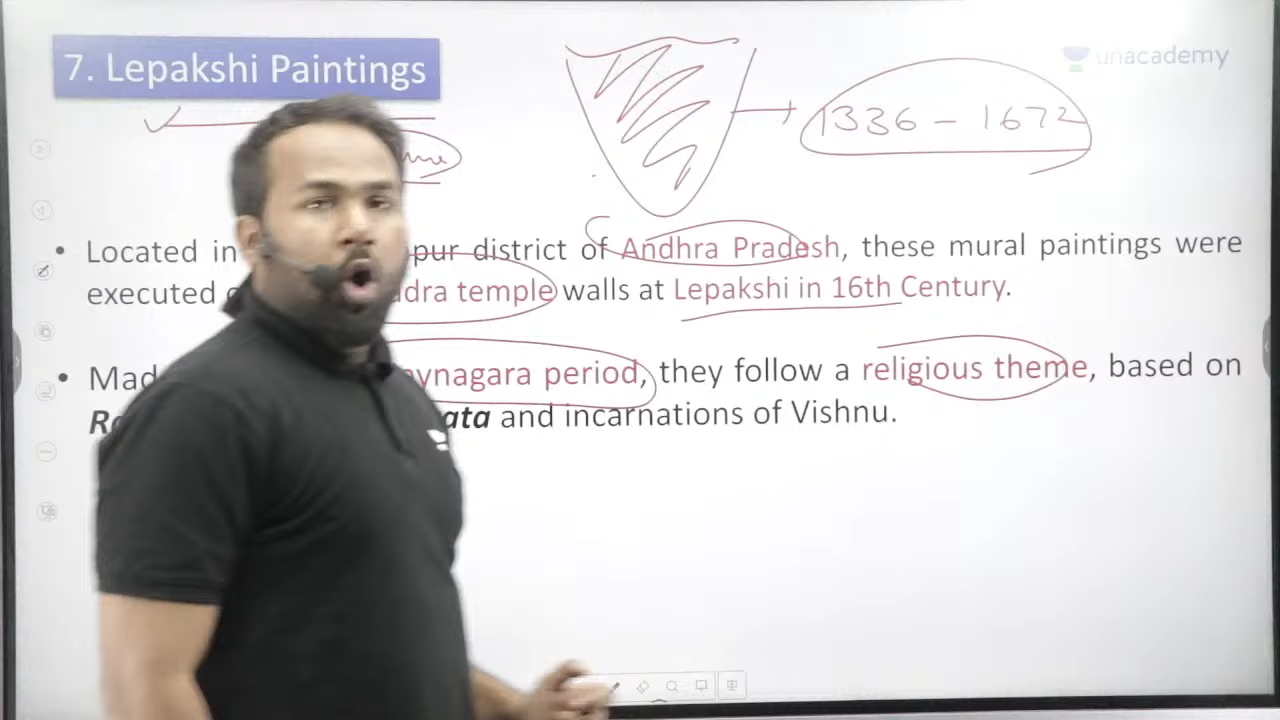 7. Lepakshi Paintings
unacademy
1336 - 1672
• Located in pur district of Andhra Pradesh, these mural paintings were
executed dra temple walls at Lepakshi in 16th Century.
• Mad ynagara period, they follow a religious theme, based on
ata and incarnations of Vishnu.